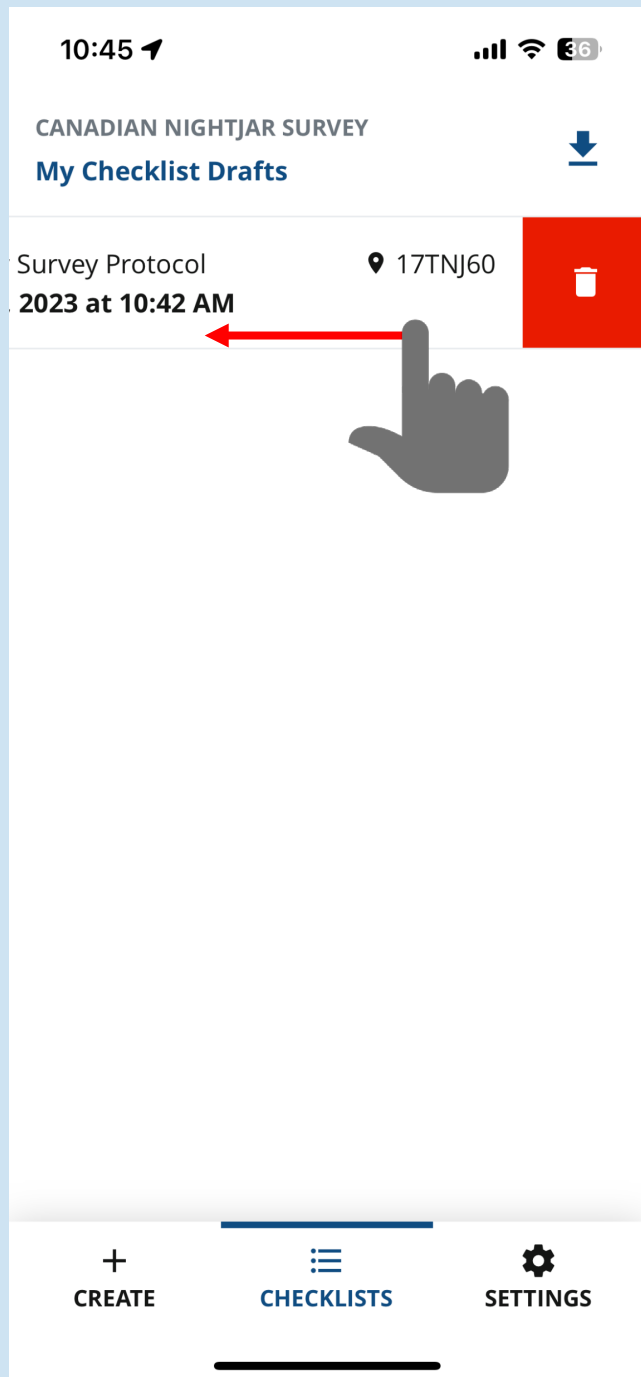 10:45
36
CANADIAN NIGHTJAR SURVEY
My Checklist Drafts
Survey Protocol
17TNJ60
2023 at 10:42 AM
CREATE
CHECKLISTS
SETTINGS